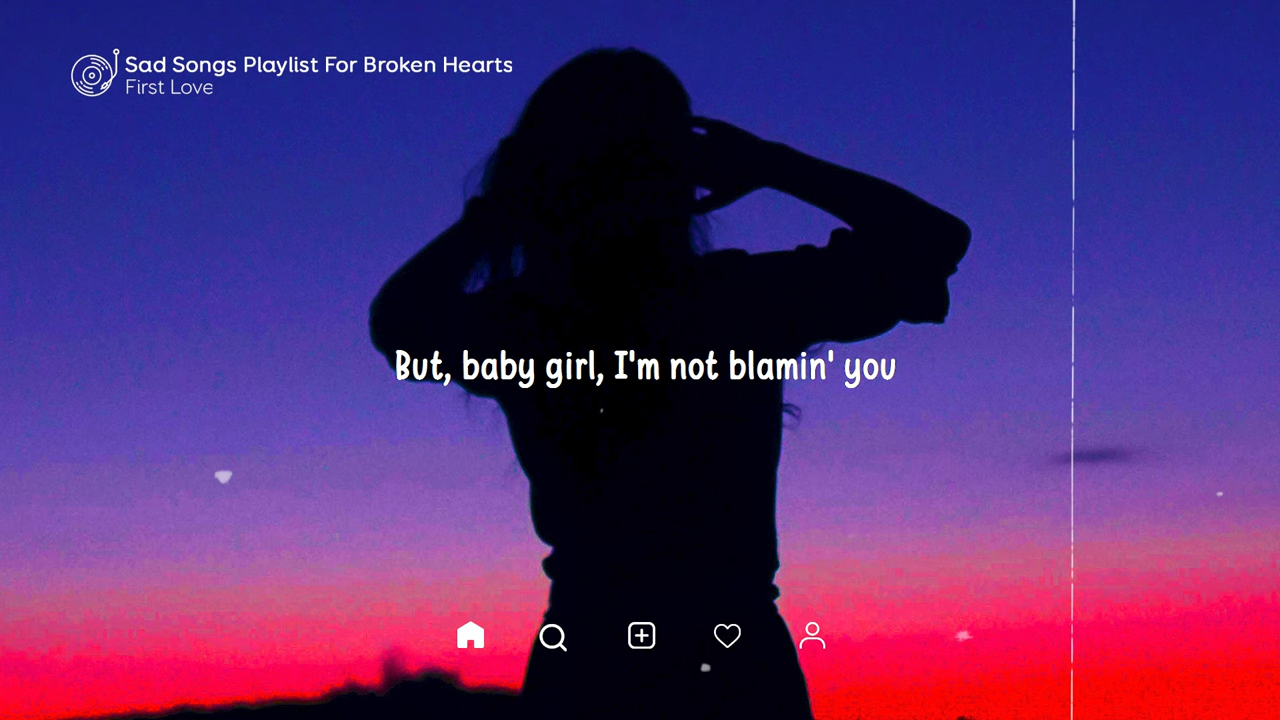 Sad Songs Playlist For Broken Hearts
First Love
But, baby girl, I'm not blamin' you